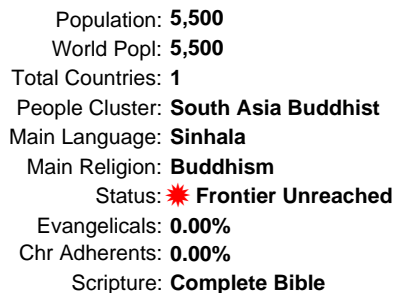 Population: 5,500
World Popl: 5,500
Total Countries: 1
People Cluster: South Asia Buddhist
Main Language: Sinhala
Main Religion: Buddhism
Status: Frontier Unreached
Evangelicals: 0.00%
Chr Adherents: 0.00%
Scripture: Complete Bible